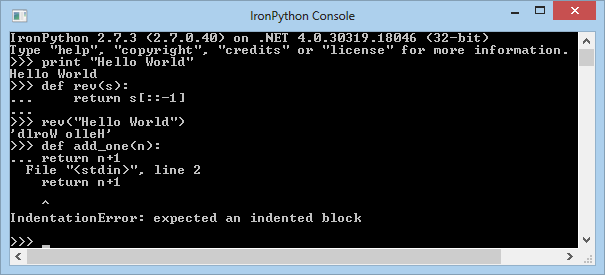 IronPython Console
IronPython 2.7.3 (2.7.0.40) on .NET 4.0.30319.18046 (32-bit)
Type "help", "copyright", "credits" or "license" for more information.
>>> print "Hello World"
Hello World
>>> def rev(s):
...     return s[::-1]
...
>>> rev("Hello World")
'dlroW olleH'
>>> def add_one(n):
... return n+1
  File "<stdin>", line 2
    return n+1
    ^
IndentationError: expected an indented block
>>> _